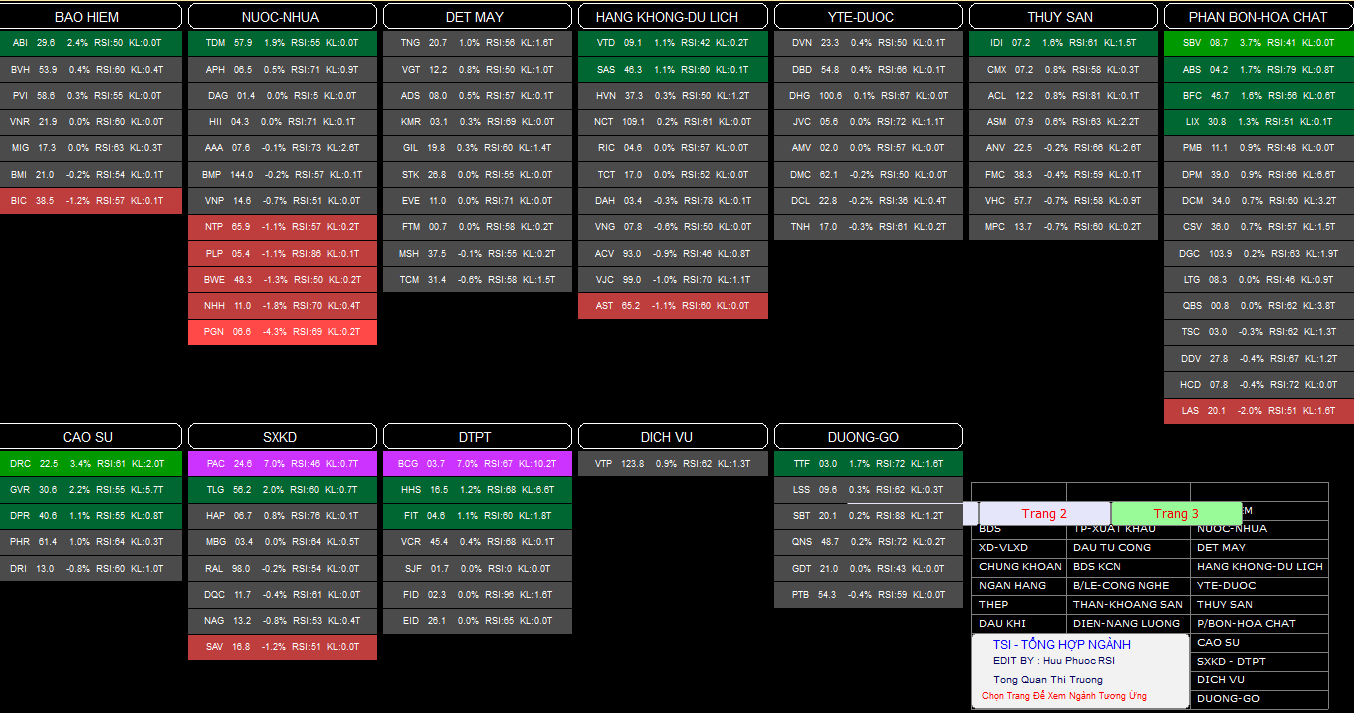 BAO HIEM
ABI 29.6 2.4% RSI:50 KL:0.0T
BVH 53.9 0.4% RSI:60 KL:0.4T
PVI 58.6 0.3% RSI:55 KL:0.0T
VNR 21.9 0.0% RSI:60 KL:0.0T
MIG 17.3 0.0% RSI:63 KL:0.3T
BMI 21.0 -0.2% RSI:54 KL:0.1T
BIC 38.5 -1.2% RSI:57 KL:0.1T
NUOC-NHUA
TDM 57.9 1.9% RSI:55 KL:0.0T
APH 06.5 0.5% RSI:71 KL:0.9T
DAG 01.4 0.0% RSI:5 KL:0.0T
HII 04.3 0.0% RSI:71 KL:0.1T
AAA 07.6 -0.1% RSI:73 KL:2.6T
BMP 144.0 -0.2% RSI:57 KL:0.1T
VNP 14.6 -0.7% RSI:51 KL:0.0T
NTP 65.9 -1.1% RSI:57 KL:0.2T
PLP 05.4 -1.1% RSI:86 KL:0.1T
BWE 48.3 -1.3% RSI:50 KL:0.2T
NHH 11.0 -1.8% RSI:70 KL:0.4T
PGN 06.6 -4.3% RSI:69 KL:0.2T
DET MAY
TNG 20.7 1.0% RSI:56 KL:1.6T
VGT 12.2 0.8% RSI:50 KL:1.0T
ADS 08.0 0.5% RSI:57 KL:0.1T
KMR 03.1 0.3% RSI:69 KL:0.0T
GIL 19.8 0.3% RSI:60 KL:1.4T
STK 26.8 0.0% RSI:55 KL:0.0T
EVE 11.0 0.0% RSI:71 KL:0.0T
FTM 00.7 0.0% RSI:58 KL:0.2T
MSH 37.5 -0.1% RSI:55 KL:0.2T
TCM 31.4 -0.6% RSI:58 KL:1.5T
HANG KHONG-DU LICH
VTD 09.1 1.1% RSI:42 KL:0.2T
SAS 46.3 1.1% RSI:60 KL:0.1T
HVN 37.3 0.3% RSI:50 KL:1.2T
NCT 109.1 0.2% RSI:61 KL:0.0T
RIC 04.6 0.0% RSI:57 KL:0.0T
TCT 17.0 0.0% RSI:52 KL:0.0T
DAH 03.4 -0.3% RSI:78 KL:0.1T
VNG 07.8 -0.6% RSI:50 KL:0.0T
ACV 93.0 -0.9% RSI:46 KL:0.8T
VJC 99.0 -1.0% RSI:70 KL:1.1T
AST 65.2 -1.1% RSI:60 KL:0.0T
YTE-DUOC
DVN 23.3 0.4% RSI:50 KL:0.1T
DBD 54.8 0.4% RSI:66 KL:0.1T
DHG 100.6 0.1% RSI:67 KL:0.0T
JVC 05.6 0.0% RSI:72 KL:1.1T
AMV 02.0 0.0% RSI:57 KL:0.0T
DMC 62.1 -0.2% RSI:50 KL:0.0T
DCL 22.8 -0.2% RSI:36 KL:0.4T
TNH 17.0 -0.3% RSI:61 KL:0.2T
THUY SAN
IDI 07.2 1.6% RSI:61 KL:1.5T
CMX 07.2 0.8% RSI:58 KL:0.3T
ACL 12.2 0.8% RSI:81 KL:0.1T
ASM 07.9 0.6% RSI:63 KL:2.2T
ANV 22.5 -0.2% RSI:66 KL:2.6T
FMC 38.3 -0.4% RSI:59 KL:0.1T
VHC 57.7 -0.7% RSI:58 KL:0.9T
MPC 13.7 -0.7% RSI:60 KL:0.2T
PHAN BON-HOA CHAT
SBV 08.7 3.7% RSI:41 KL:0.0T
ABS 04.2 1.7% RSI:79 KL:0.8T
BFC 45.7 1.6% RSI:56 KL:0.6T
LIX 30.8 1.3% RSI:51 KL:0.1T
PMB 11.1 0.9% RSI:48 KL:0.0T
DPM 39.0 0.9% RSI:66 KL:6.6T
DCM 34.0 0.7% RSI:60 KL:3.2T
CSV 36.0 0.7% RSI:57 KL:1.5T
DGC 103.9 0.2% RSI:63 KL:1.9T
LTG 08.3 0.0% RSI:46 KL:0.9T
QBS 00.8 0.0% RSI:62 KL:3.8T
TSC 03.0 -0.3% RSI:62 KL:1.3T
DDV 27.8 -0.4% RSI:67 KL:1.2T
HCD 07.8 -0.4% RSI:72 KL:0.0T
LAS 20.1 -2.0% RSI:51 KL:1.6T
CAO SU
DRC 22.5 3.4% RSI:61 KL:2.0T
GVR 30.6 2.2% RSI:55 KL:5.7T
DPR 40.6 1.1% RSI:55 KL:0.8T
PHR 61.4 1.0% RSI:64 KL:0.3T
DRI 13.0 -0.8% RSI:60 KL:1.0T
SXKD
PAC 24.6 7.0% RSI:46 KL:0.7T
TLG 56.2 2.0% RSI:60 KL:0.7T
HAP 06.7 0.8% RSI:76 KL:0.1T
MBG 03.4 0.0% RSI:64 KL:0.5T
RAL 98.0 -0.2% RSI:54 KL:0.0T
DQC 11.7 -0.4% RSI:61 KL:0.0T
NAG 13.2 -0.8% RSI:53 KL:0.4T
SAV 16.8 -1.2% RSI:51 KL:0.0T
DTPT
BCG 03.7 7.0% RSI:67 KL:10.2T
HHS 16.5 1.2% RSI:68 KL:6.6T
FIT 04.6 1.1% RSI:60 KL:1.8T
VCR 45.4 0.4% RSI:68 KL:0.1T
SJF 01.7 0.0% RSI:0 KL:0.0T
FID 02.3 0.0% RSI:96 KL:1.6T
EID 26.1 0.0% RSI:65 KL:0.0T
DICH VU
VTP 123.8 0.9% RSI:62 KL:1.3T
DUONG-GO
TTF 03.0 1.7% RSI:72 KL:1.6T
LSS 09.6 0.3% RSI:62 KL:0.3T
SBT 20.1 0.2% RSI:88 KL:1.2T
QNS 48.7 0.2% RSI:72 KL:0.2T
GDT 21.0 0.0% RSI:43 KL:0.0T
PTB 54.3 -0.4% RSI:59 KL:0.0T
Trang 2 Trang 3 EM
BDS TP-XUAT KHAU NUOC-NHUA
XD-VLXD DAU TU CONG DET MAY
CHUNG KHOAN BDS KCN HANG KHONG-DU LICH
NGAN HANG B/LE-CONG NGHE YTE-DUOC
THEP THAN-KHOANG SAN THUY SAN
DAU KHI DIEN-NANG LUONG P/BON-HOA CHAT
CAO SU
SXKD - DTPT
DICH VU
DUONG-GO
TSI - TỔNG HỢP NGÀNH
EDIT BY : Huu Phuoc RSI
Tong Quan Thi Truong
Chọn Trang Để Xem Ngành Tương Ứng